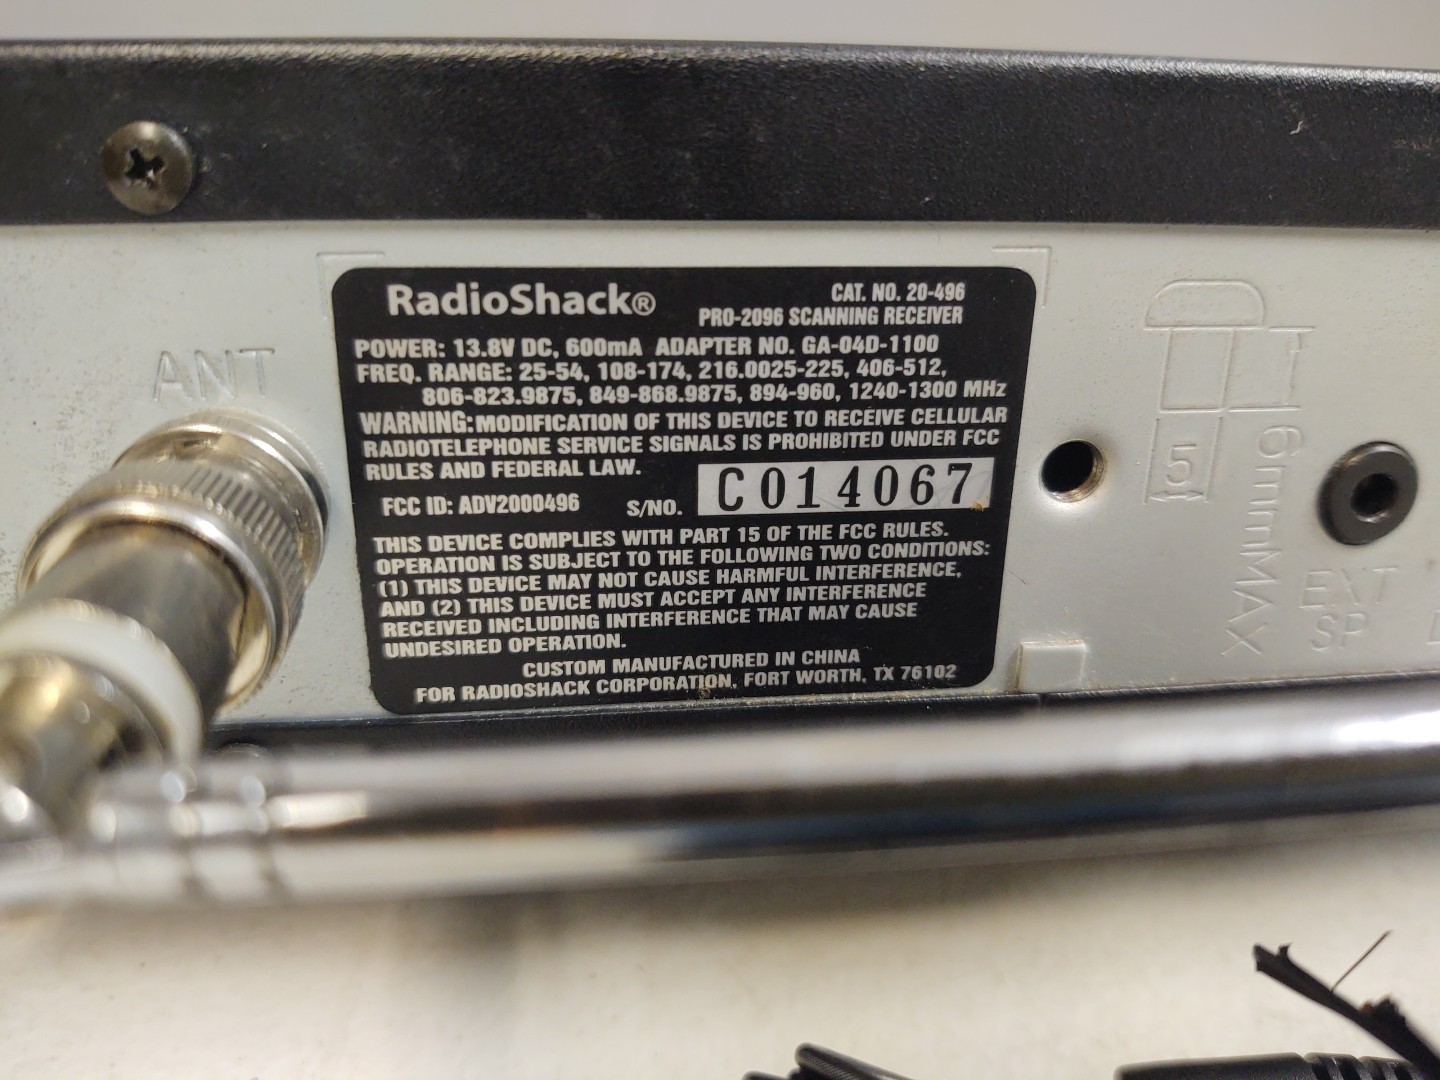 RadioShack®
CAT. NO. 20-496
PRO-2096 SCANNING RECEIVER
POWER: 13.8V DC, 600mA ADAPTER NO. GA-04D-1100
FREQ. RANGE: 25-54, 108-174, 216.0025-225, 406-512,
806-823.9875, 849-868.9875, 894-960, 1240-1300 MHz
WARNING: MODIFICATION OF THIS DEVICE TO RECEIVE CELLULAR
RADIOTELEPHONE SERVICE SIGNALS IS PROHIBITED UNDER FCC
RULES AND FEDERAL LAW.
FCC ID: ADV2000496 S/NO. C014067
THIS DEVICE COMPLIES WITH PART 15 OF THE FCC RULES.
OPERATION IS SUBJECT TO THE FOLLOWING TWO CONDITIONS:
(1) THIS DEVICE MAY NOT CAUSE HARMFUL INTERFERENCE,
AND (2) THIS DEVICE MUST ACCEPT ANY INTERFERENCE
RECEIVED INCLUDING INTERFERENCE THAT MAY CAUSE
UNDESIRED OPERATION.
CUSTOM MANUFACTURED IN CHINA
FOR RADIOSHACK CORPORATION, FORT WORTH, TX 76102
ANT
5
6mmMAX
EXT
SP